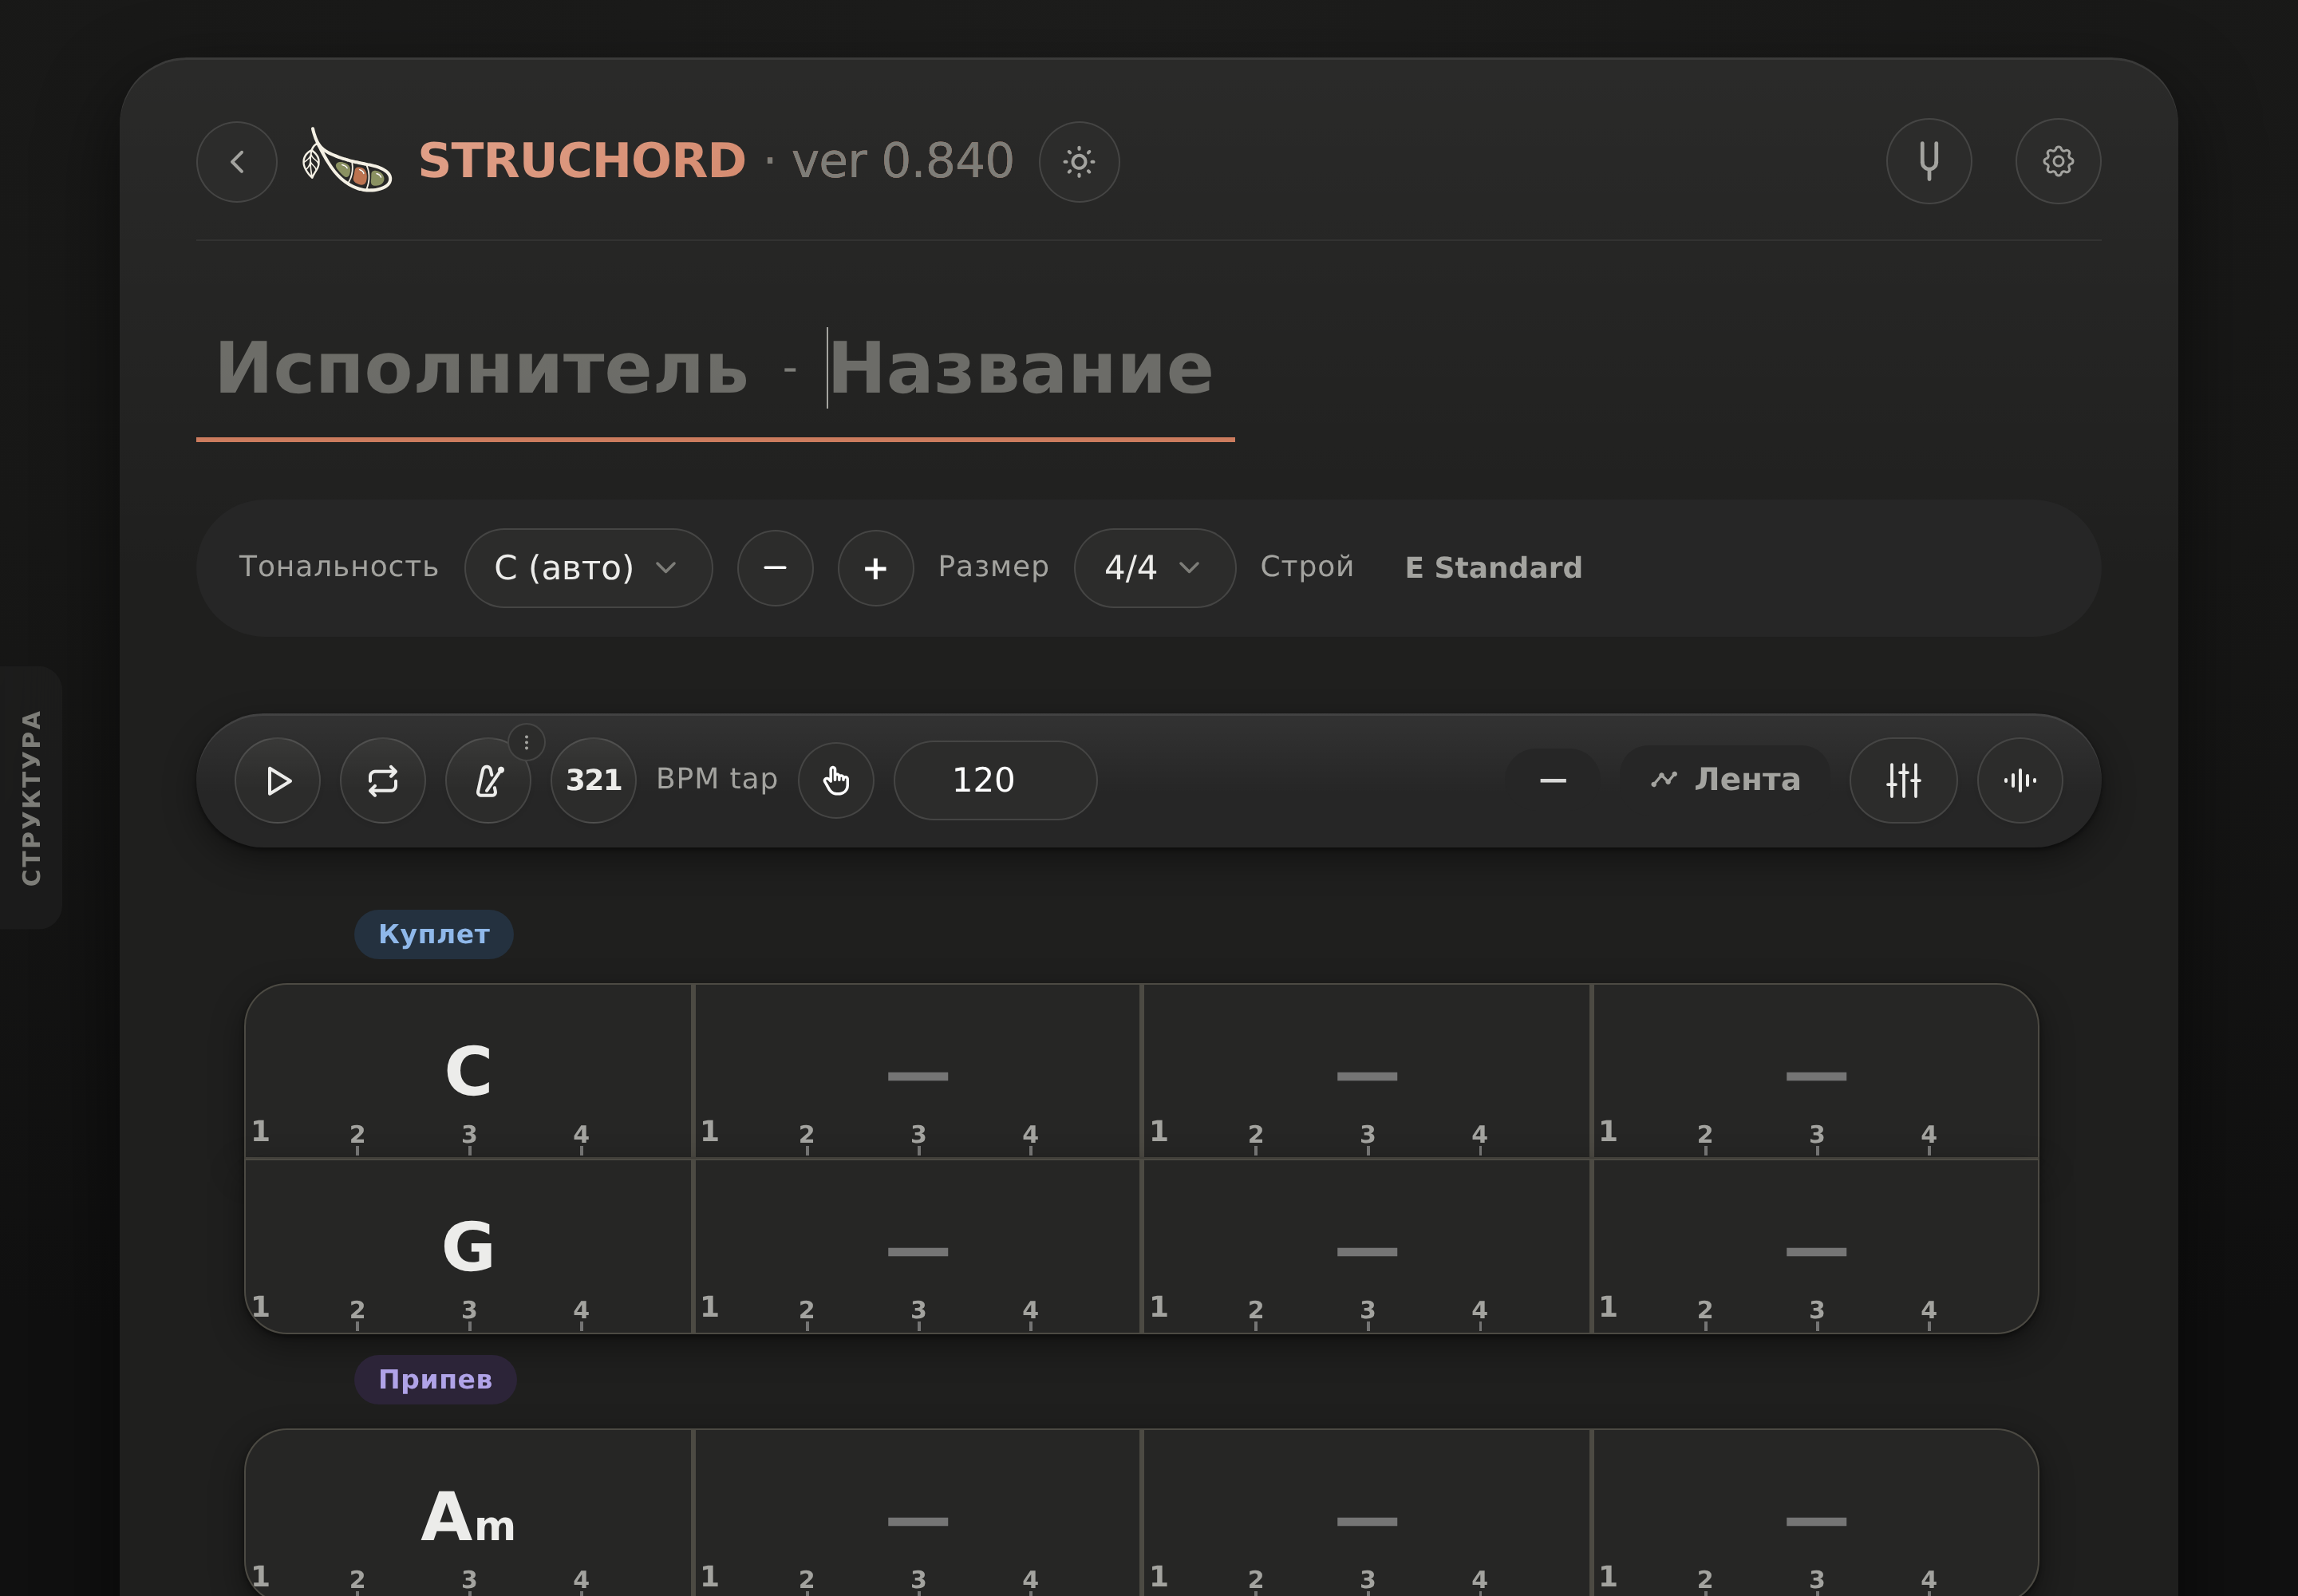 STRUCHORD · ver 0.840
Исполнитель - Название
Тональность C (авто) − + Размер 4/4 Строй E Standard
СТРУКТУРА
321 BPM tap 120 — Лента
Куплет
C — — —
1 2 3 4 1 2 3 4 1 2 3 4 1 2 3 4
G — — —
1 2 3 4 1 2 3 4 1 2 3 4 1 2 3 4
Припев
Am — — —
1 2 3 4 1 2 3 4 1 2 3 4 1 2 3 4